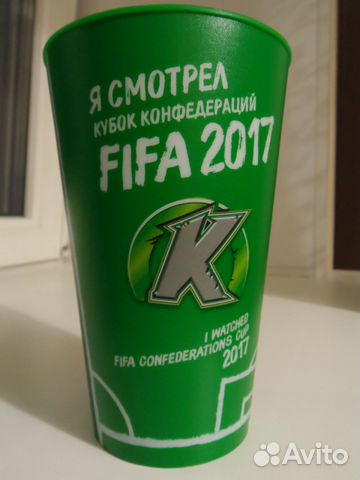 Я СМОТРЕЛ
КУБОК КОНФЕДЕРАЦИЙ
FIFA 2017
K
I WATCHED
FIFA CONFEDERATIONS CUP
2017
Avito